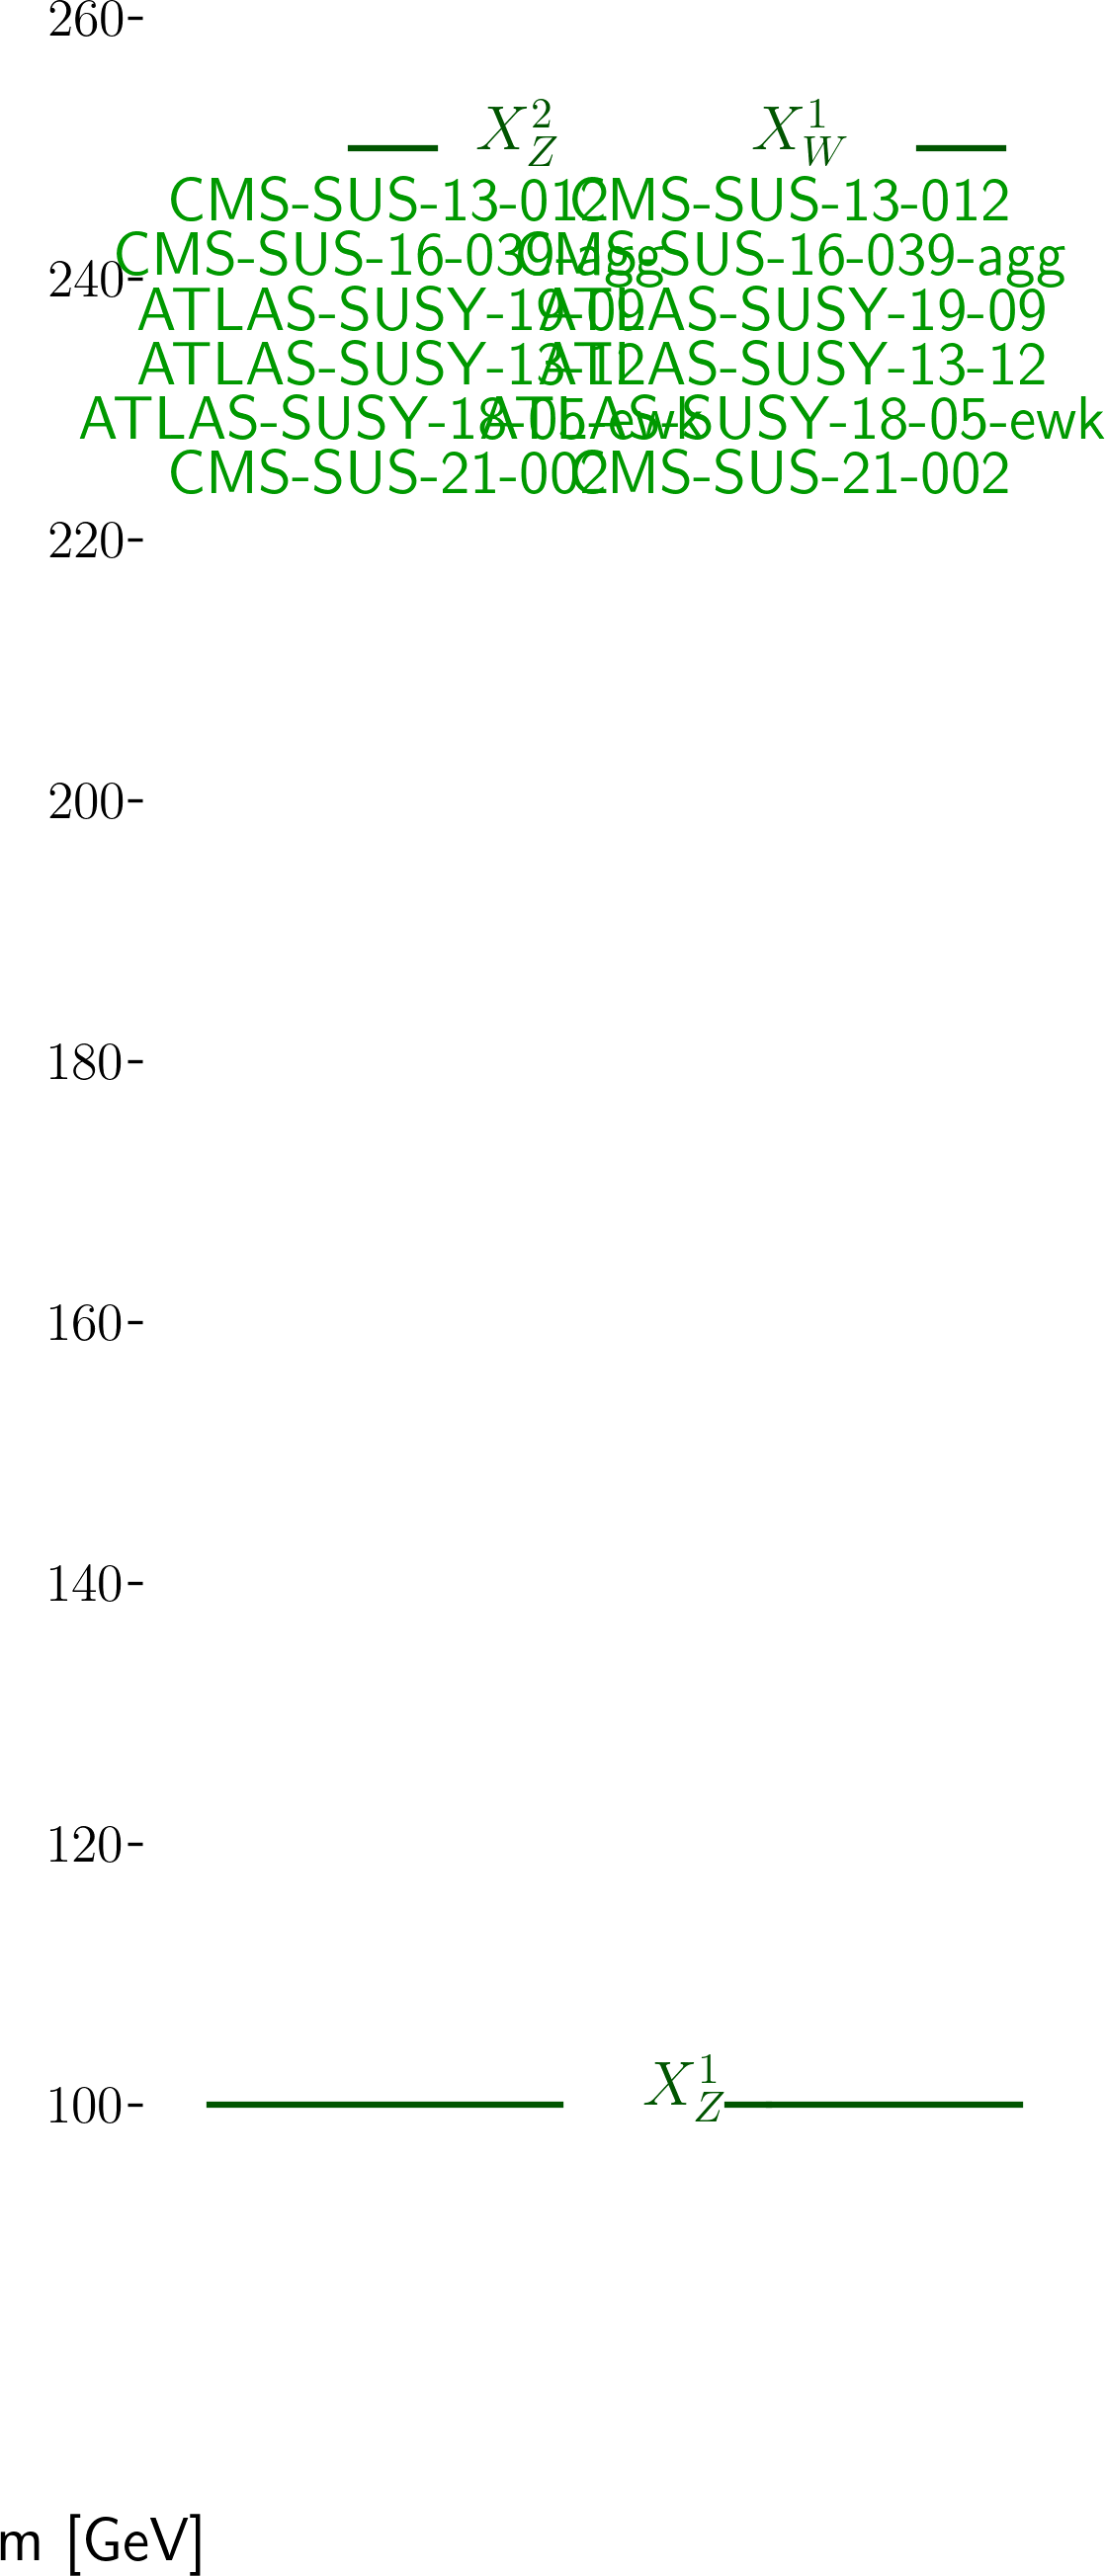 260-
X_Z^2 X_W^1
CMS-SUS-13-012 CMS-SUS-13-012
CMS-SUS-16-039-agg CMS-SUS-16-039-agg
240-
ATLAS-SUSY-19-09 ATLAS-SUSY-19-09
ATLAS-SUSY-13-12 ATLAS-SUSY-13-12
ATLAS-SUSY-18-05-ewk ATLAS-SUSY-18-05-ewk
CMS-SUS-21-002 CMS-SUS-21-002
220-
200-
180-
160-
140-
120-
100- X_Z^1
m [GeV]